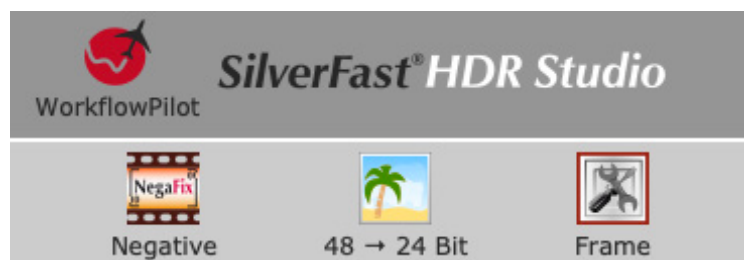 SilverFast® HDR Studio
WorkflowPilot
NegaFix
Negative 48 → 24 Bit Frame